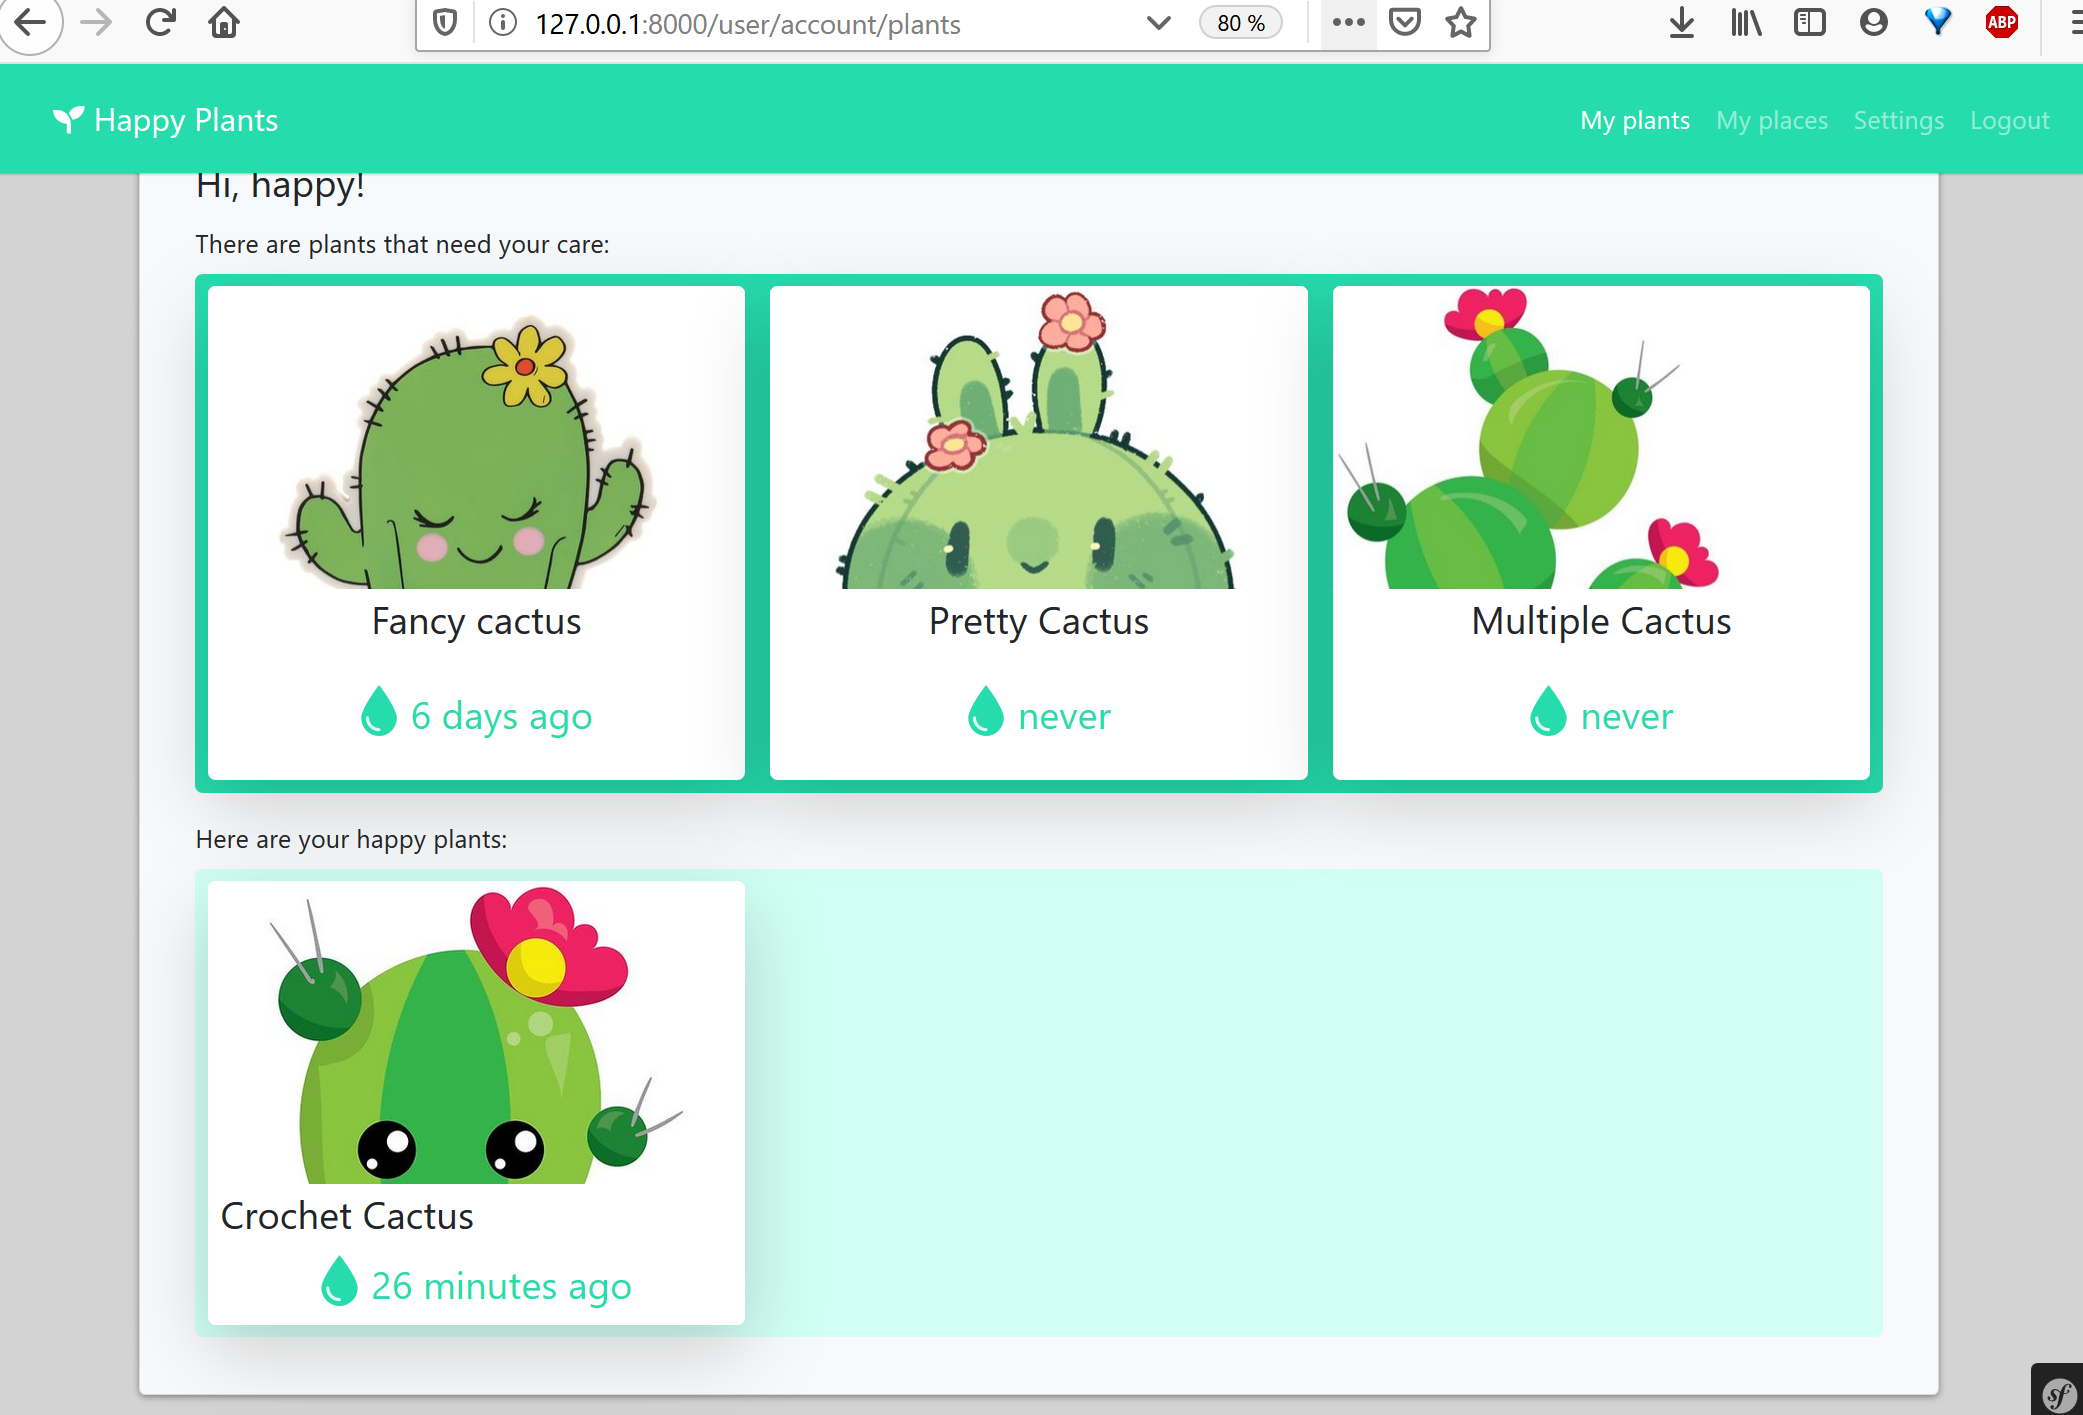 127.0.0.1:8000/user/account/plants
80 %
ABP
Happy Plants
My plants
My places
Settings
Logout
Hi, happy!
There are plants that need your care:
Fancy cactus
Pretty Cactus
Multiple Cactus
6 days ago
never
never
Here are your happy plants:
Crochet Cactus
26 minutes ago
sf